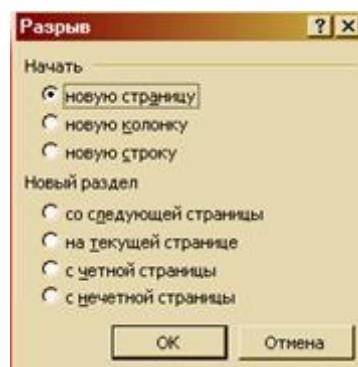 Разрыв
Начать
новую страницу
новую колонку
новую строку
Новый раздел
со следующей страницы
на текущей странице
с четной страницы
с нечетной страницы
ОК Отмена